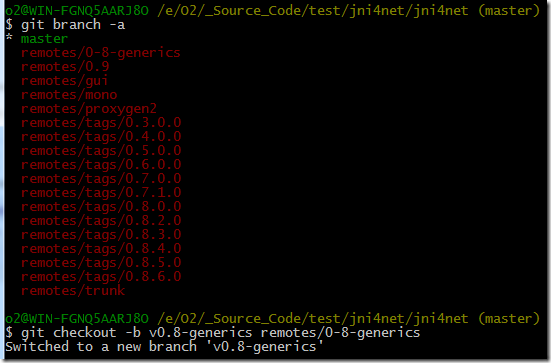 o2@WIN-FGNQ5AARJ8O /e/O2/_Source_Code/test/jni4net/jni4net (master)
$ git branch -a
* master
  remotes/0-8-generics
  remotes/0.9
  remotes/gui
  remotes/mono
  remotes/proxygen2
  remotes/tags/0.3.0.0
  remotes/tags/0.4.0.0
  remotes/tags/0.5.0.0
  remotes/tags/0.6.0.0
  remotes/tags/0.7.0.0
  remotes/tags/0.7.1.0
  remotes/tags/0.8.0.0
  remotes/tags/0.8.2.0
  remotes/tags/0.8.3.0
  remotes/tags/0.8.4.0
  remotes/tags/0.8.5.0
  remotes/tags/0.8.6.0
  remotes/trunk
o2@WIN-FGNQ5AARJ8O /e/O2/_Source_Code/test/jni4net/jni4net (master)
$ git checkout -b v0.8-generics remotes/0-8-generics
Switched to a new branch 'v0.8-generics'